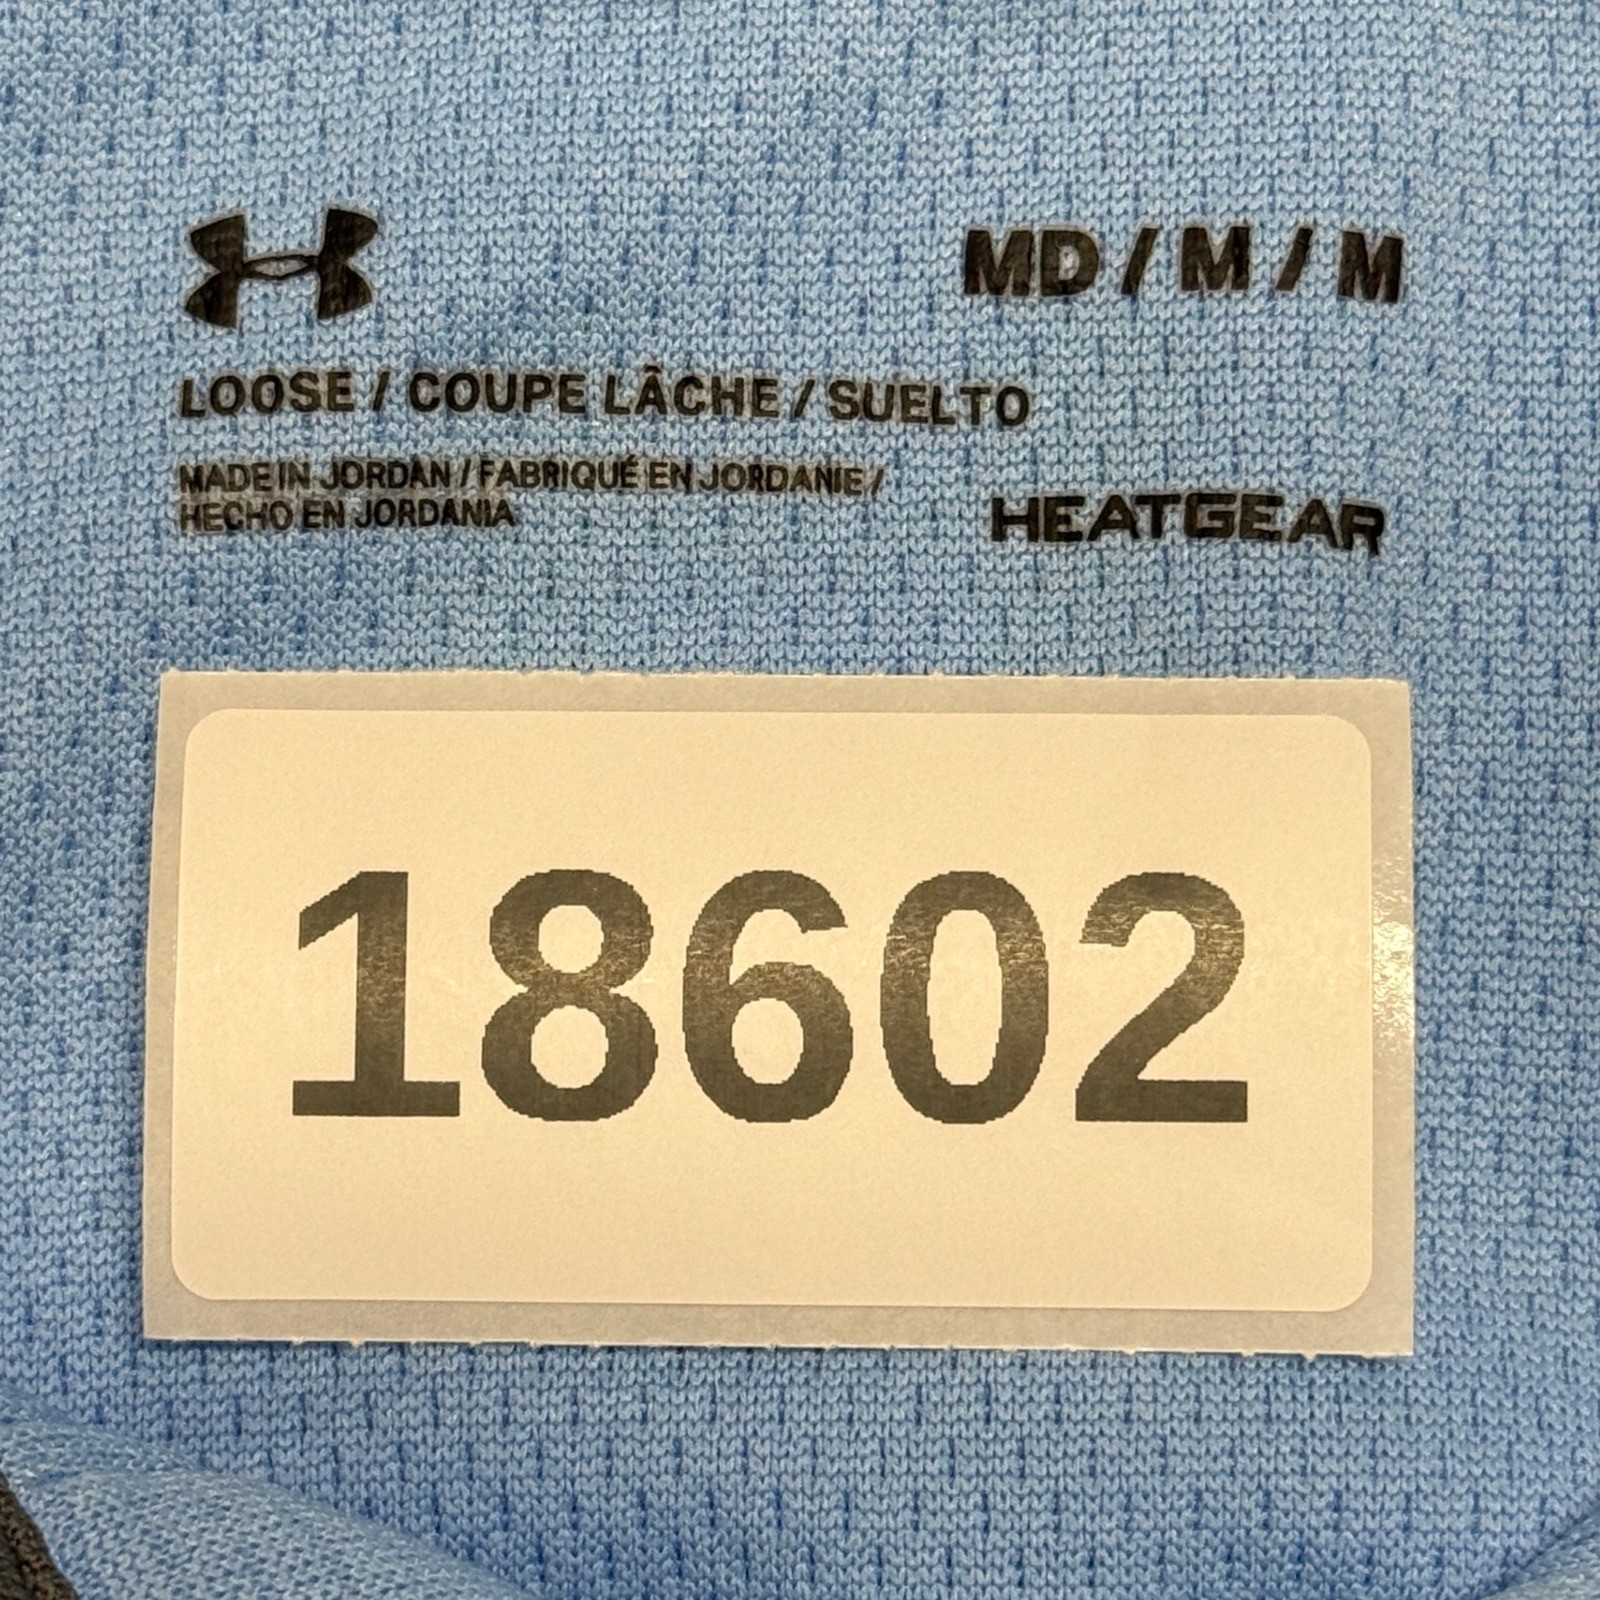 MD / M / M
LOOSE / COUPE LÂCHE / SUELTO
MADE IN JORDAN / FABRIQUÉ EN JORDANIE /
HECHO EN JORDANIA
HEATGEAR
18602